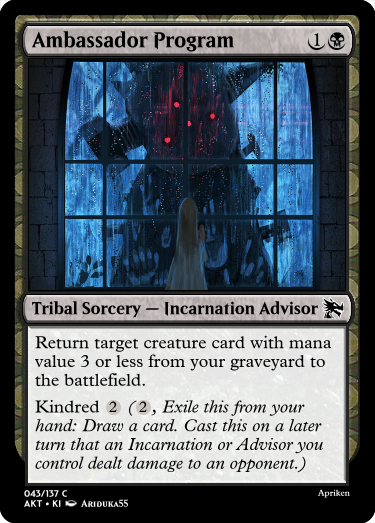 Ambassador Program 1
Tribal Sorcery — Incarnation Advisor
Return target creature card with mana
value 3 or less from your graveyard to
the battlefield.
Kindred 2 (2, Exile this from your
hand: Draw a card. Cast this on a later
turn that an Incarnation or Advisor you
control dealt damage to an opponent.)
043/137 C
Apriken
AKT • KI Ariduka55